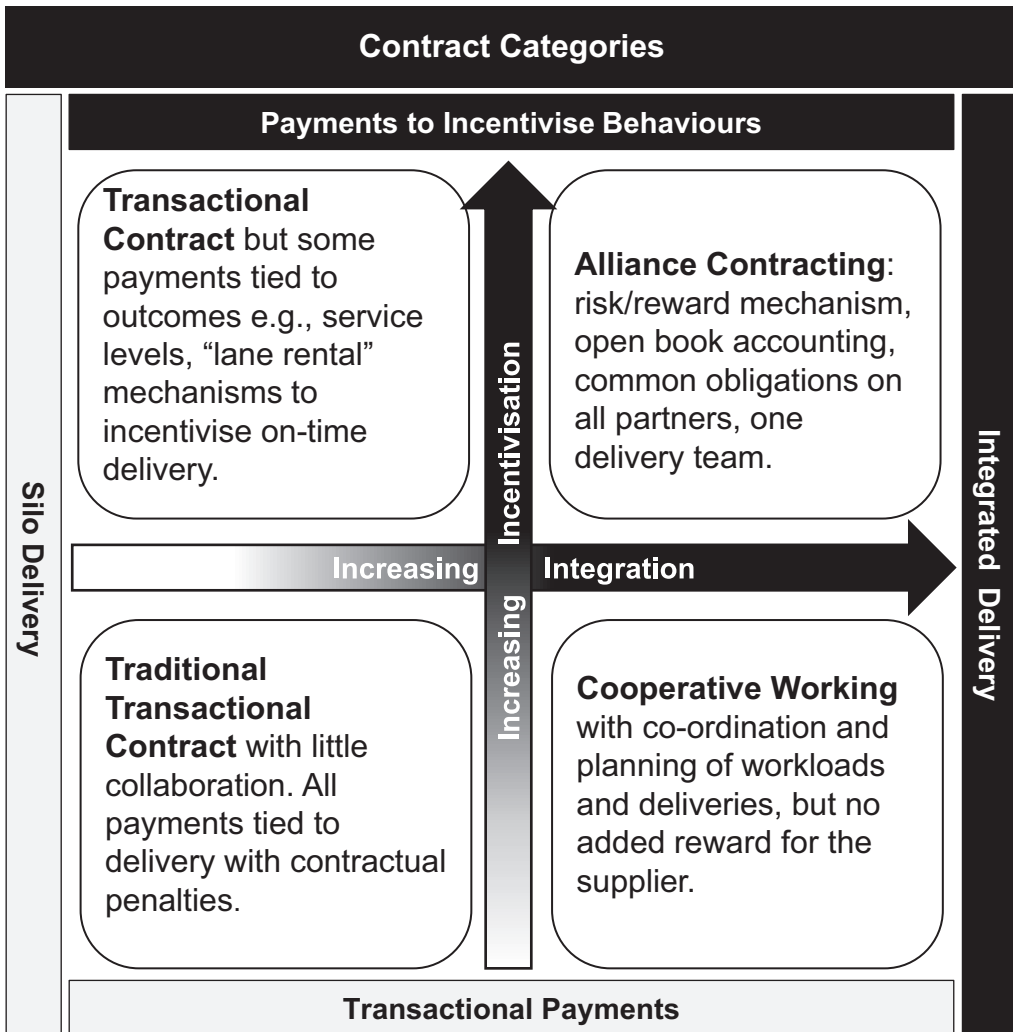 Contract Categories
Payments to Incentivise Behaviours
Silo Delivery
Transactional
Contract but some
payments tied to
outcomes e.g., service
levels, “lane rental”
mechanisms to
incentivise on-time
delivery.
Alliance Contracting:
risk/reward mechanism,
open book accounting,
common obligations on
all partners, one
delivery team.
Increasing Incentivisation
Increasing Integration
Integrated Delivery
Traditional
Transactional
Contract with little
collaboration. All
payments tied to
delivery with contractual
penalties.
Cooperative Working
with co-ordination and
planning of workloads
and deliveries, but no
added reward for the
supplier.
Transactional Payments